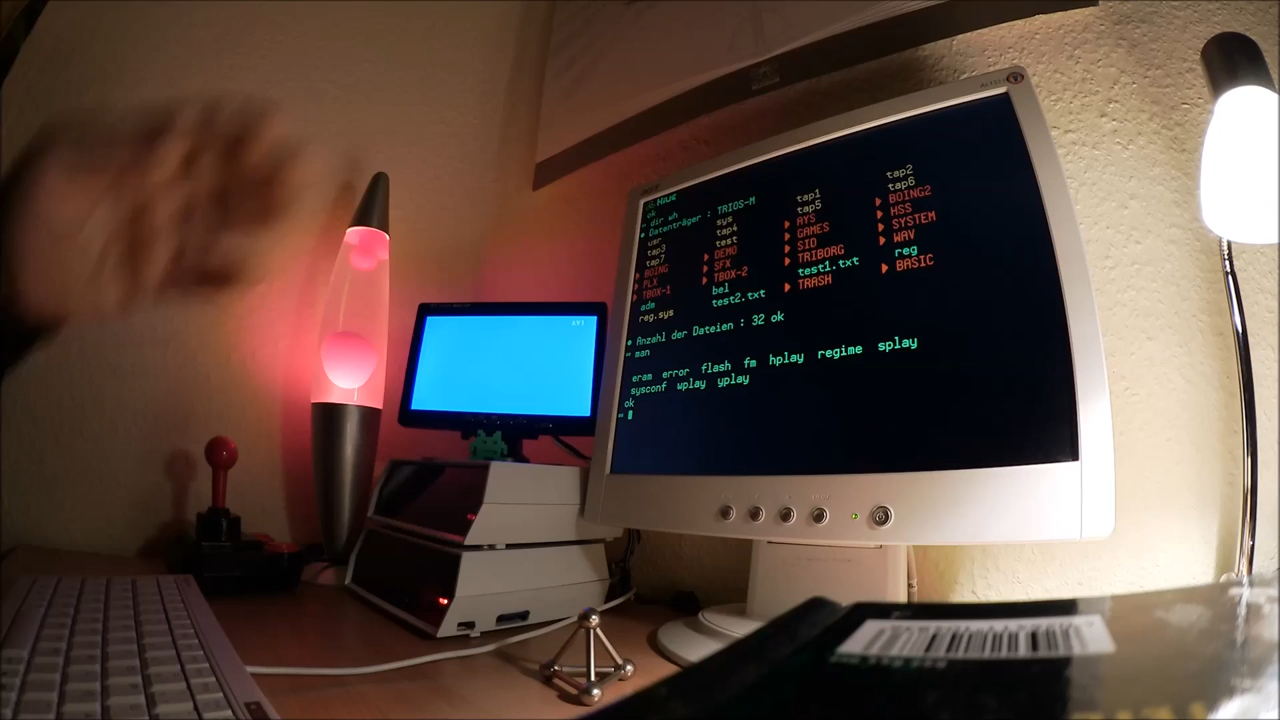 ok
dir wh
Datenträger : TRIOS-M
usr sys tap1 tap2
tap3 tap4 tap5 tap6
tap7 test AYS BOING2
BOING DEMO GAMES HSS
PLX SFX SID SYSTEM
TBOX-1 TBOX-2 TRIBORG WAV
adm bel test1.txt reg
reg.sys test2.txt TRASH BASIC
Anzahl der Dateien : 32 ok
man
eram error flash fm hplay regime splay
sysconf wplay yplay
ok